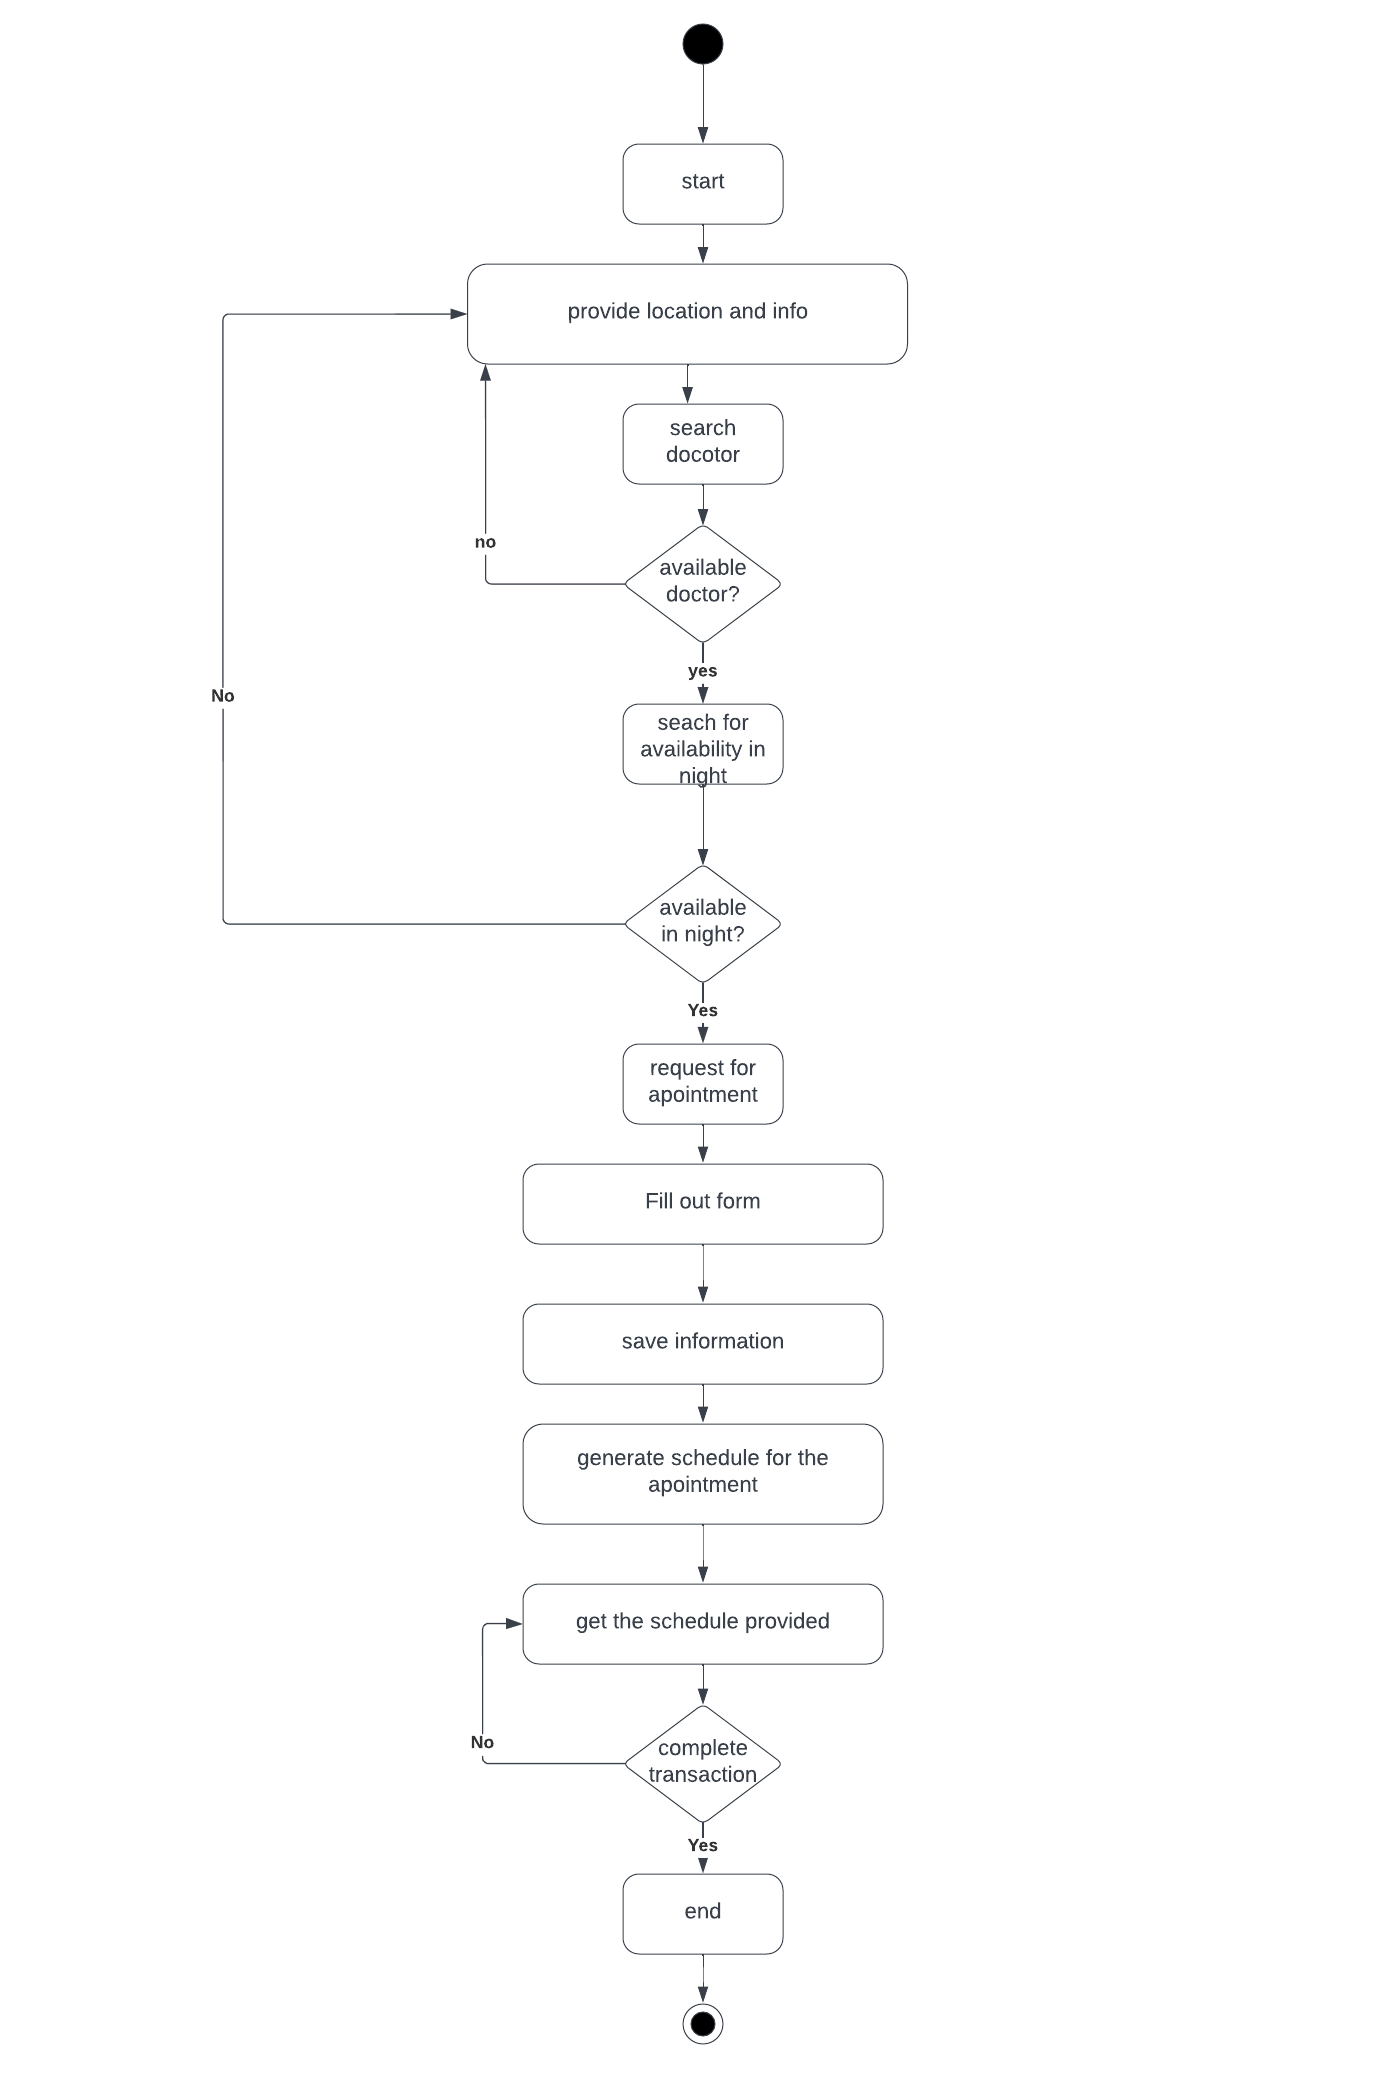 start
provide location and info
search
docotor
no
available
doctor?
yes
No
seach for
availability in
night
available
in night?
Yes
request for
apointment
Fill out form
save information
generate schedule for the
apointment
get the schedule provided
No
complete
transaction
Yes
end